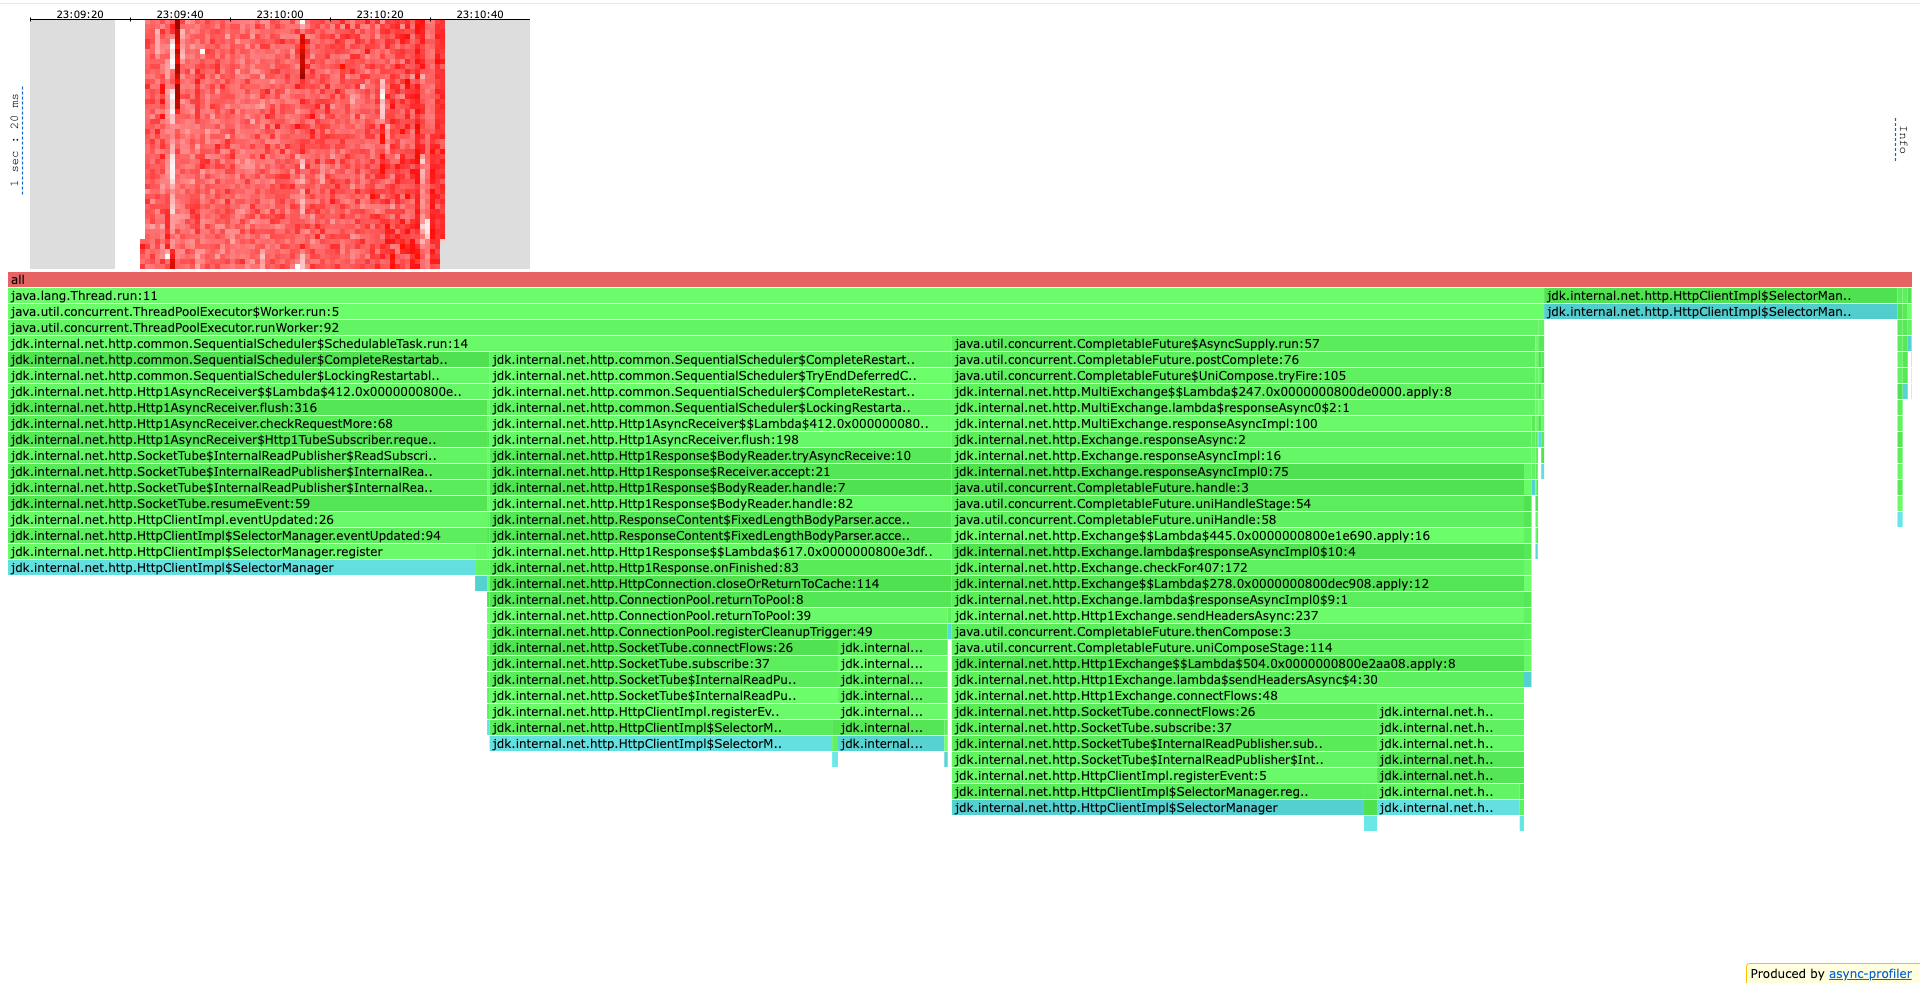 23:09:20 23:09:40 23:10:00 23:10:20 23:10:40
1 sec : 20 ms
Info
all
java.lang.Thread.run:11 jdk.internal.net.http.HttpClientImpl$SelectorMan..
java.util.concurrent.ThreadPoolExecutor$Worker.run:5 jdk.internal.net.http.HttpClientImpl$SelectorMan..
java.util.concurrent.ThreadPoolExecutor.runWorker:92
jdk.internal.net.http.common.SequentialScheduler$SchedulableTask.run:14 java.util.concurrent.CompletableFuture$AsyncSupply.run:57
jdk.internal.net.http.common.SequentialScheduler$CompleteRestartab.. jdk.internal.net.http.common.SequentialScheduler$CompleteRestart.. java.util.concurrent.CompletableFuture.postComplete:76
jdk.internal.net.http.common.SequentialScheduler$LockingRestartabl.. jdk.internal.net.http.common.SequentialScheduler$TryEndDeferredC.. java.util.concurrent.CompletableFuture$UniCompose.tryFire:105
jdk.internal.net.http.Http1AsyncReceiver$$Lambda$412.0x0000000800e.. jdk.internal.net.http.common.SequentialScheduler$CompleteRestart.. jdk.internal.net.http.MultiExchange$$Lambda$247.0x0000000800de0000.apply:8
jdk.internal.net.http.Http1AsyncReceiver.flush:316 jdk.internal.net.http.common.SequentialScheduler$LockingRestarta.. jdk.internal.net.http.MultiExchange.lambda$responseAsync0$2:1
jdk.internal.net.http.Http1AsyncReceiver.checkRequestMore:68 jdk.internal.net.http.Http1AsyncReceiver$$Lambda$412.0x000000080.. jdk.internal.net.http.MultiExchange.responseAsyncImpl:100
jdk.internal.net.http.Http1AsyncReceiver$Http1TubeSubscriber.reque.. jdk.internal.net.http.Http1AsyncReceiver.flush:198 jdk.internal.net.http.Exchange.responseAsync:2
jdk.internal.net.http.SocketTube$InternalReadPublisher$ReadSubscri.. jdk.internal.net.http.Http1Response$BodyReader.tryAsyncReceive:10 jdk.internal.net.http.Exchange.responseAsyncImpl:16
jdk.internal.net.http.SocketTube$InternalReadPublisher$InternalRea.. jdk.internal.net.http.Http1Response$Receiver.accept:21 jdk.internal.net.http.Exchange.responseAsyncImpl0:75
jdk.internal.net.http.SocketTube$InternalReadPublisher$InternalRea.. jdk.internal.net.http.Http1Response$BodyReader.handle:7 java.util.concurrent.CompletableFuture.handle:3
jdk.internal.net.http.SocketTube.resumeEvent:59 jdk.internal.net.http.Http1Response$BodyReader.handle:82 java.util.concurrent.CompletableFuture.uniHandleStage:54
jdk.internal.net.http.HttpClientImpl.eventUpdated:26 jdk.internal.net.http.ResponseContent$FixedLengthBodyParser.acce.. java.util.concurrent.CompletableFuture.uniHandle:58
jdk.internal.net.http.HttpClientImpl$SelectorManager.eventUpdated:94 jdk.internal.net.http.ResponseContent$FixedLengthBodyParser.acce.. jdk.internal.net.http.Exchange$$Lambda$445.0x0000000800e1e690.apply:16
jdk.internal.net.http.HttpClientImpl$SelectorManager.register jdk.internal.net.http.Http1Response$$Lambda$617.0x0000000800e3df.. jdk.internal.net.http.Exchange.lambda$responseAsyncImpl0$10:4
jdk.internal.net.http.HttpClientImpl$SelectorManager jdk.internal.net.http.Http1Response.onFinished:83 jdk.internal.net.http.Exchange.checkFor407:172
jdk.internal.net.http.HttpConnection.closeOrReturnToCache:114 jdk.internal.net.http.Exchange$$Lambda$278.0x0000000800dec908.apply:12
jdk.internal.net.http.ConnectionPool.returnToPool:8 jdk.internal.net.http.Exchange.lambda$responseAsyncImpl0$9:1
jdk.internal.net.http.ConnectionPool.returnToPool:39 jdk.internal.net.http.Http1Exchange.sendHeadersAsync:237
jdk.internal.net.http.ConnectionPool.registerCleanupTrigger:49 java.util.concurrent.CompletableFuture.thenCompose:3
jdk.internal.net.http.SocketTube.connectFlows:26 jdk.internal... java.util.concurrent.CompletableFuture.uniComposeStage:114
jdk.internal.net.http.SocketTube.subscribe:37 jdk.internal... jdk.internal.net.http.Http1Exchange$$Lambda$504.0x0000000800e2aa08.apply:8
jdk.internal.net.http.SocketTube$InternalReadPu.. jdk.internal... jdk.internal.net.http.Http1Exchange.lambda$sendHeadersAsync$4:30
jdk.internal.net.http.SocketTube$InternalReadPu.. jdk.internal... jdk.internal.net.http.Http1Exchange.connectFlows:48
jdk.internal.net.http.HttpClientImpl.registerEv.. jdk.internal... jdk.internal.net.http.SocketTube.connectFlows:26 jdk.internal.net.h..
jdk.internal.net.http.HttpClientImpl$SelectorM.. jdk.internal... jdk.internal.net.http.SocketTube.subscribe:37 jdk.internal.net.h..
jdk.internal.net.http.HttpClientImpl$SelectorM.. jdk.internal... jdk.internal.net.http.SocketTube$InternalReadPublisher.sub.. jdk.internal.net.h..
jdk.internal.net.http.SocketTube$InternalReadPublisher$Int.. jdk.internal.net.h..
jdk.internal.net.http.HttpClientImpl.registerEvent:5 jdk.internal.net.h..
jdk.internal.net.http.HttpClientImpl$SelectorManager.reg.. jdk.internal.net.h..
jdk.internal.net.http.HttpClientImpl$SelectorManager jdk.internal.net.h..
Produced by async-profiler